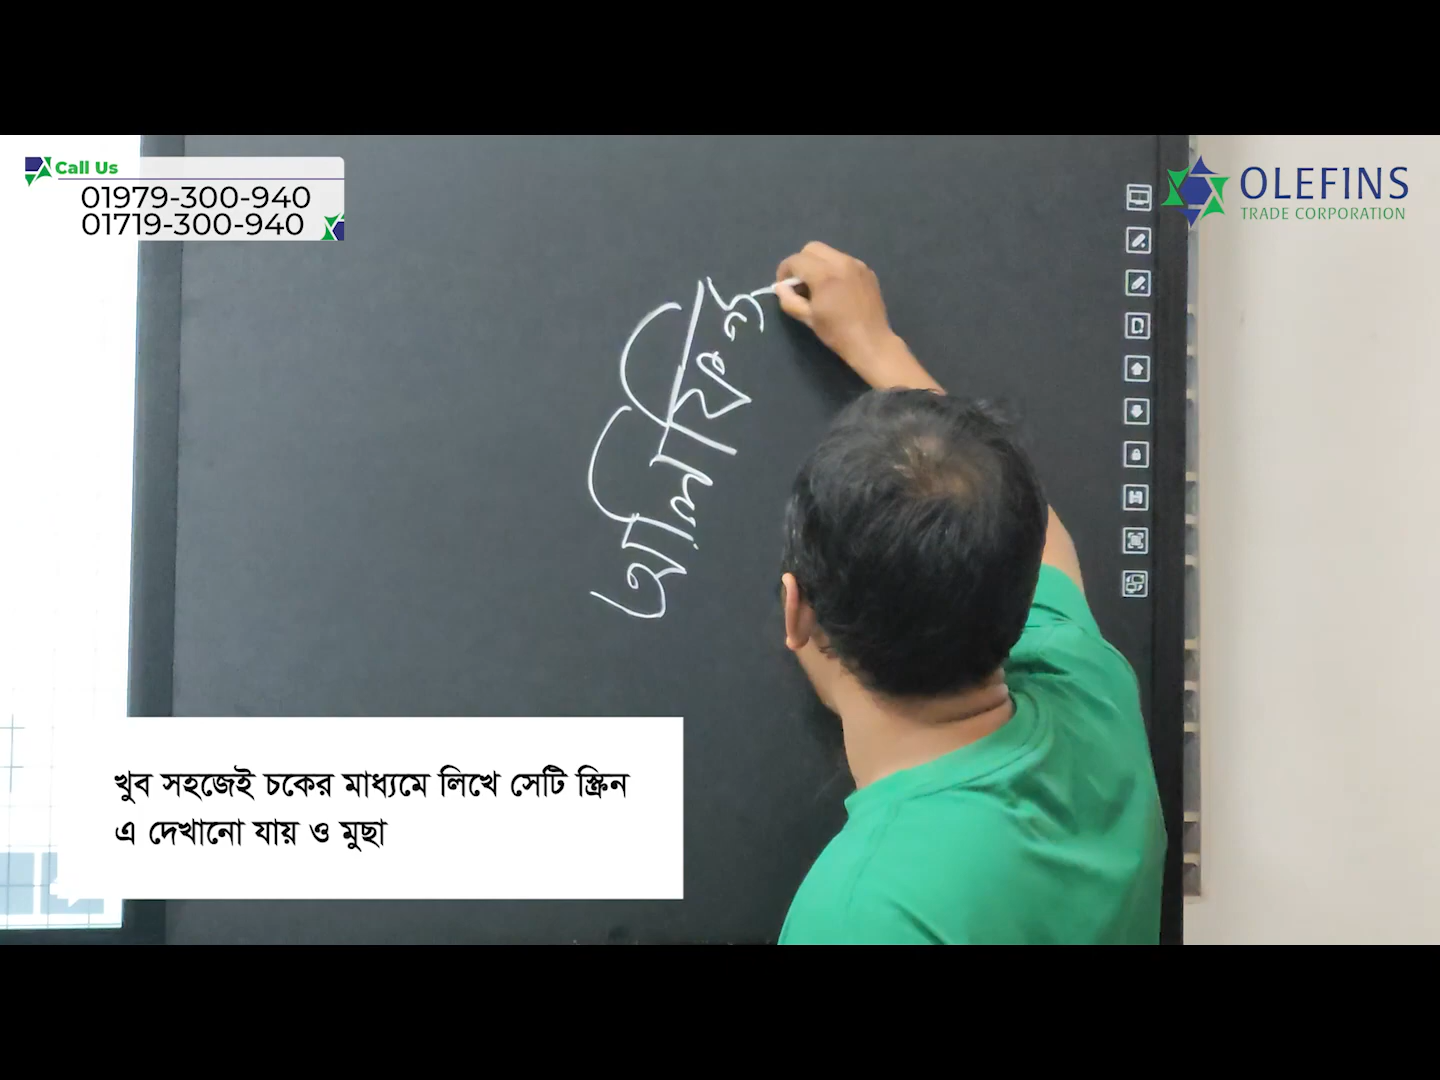 Call Us
01979-300-940
01719-300-940
OLEFINS
TRADE CORPORATION
খুব সহজেই চকের মাধ্যমে লিখে সেটি স্ক্রিন
এ দেখানো যায় ও মুছা